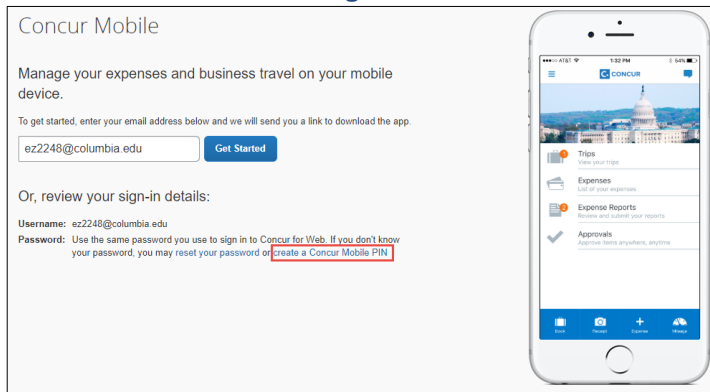 Concur Mobile
Manage your expenses and business travel on your mobile
device.
To get started, enter your email address below and we will send you a link to download the app.
ez2248@columbia.edu
Get Started
Or, review your sign-in details:
Username: ez2248@columbia.edu
Password: Use the same password you use to sign in to Concur for Web. If you don't know
your password, you may reset your password or create a Concur Mobile PIN
AT&T 1:32 PM 54%
C. CONCUR
1
Trips
View your trips
Expenses
List of your expenses
2
Expense Reports
Review and submit your reports
Approvals
Approve items anywhere, anytime
Book Receipt Expense Mileage